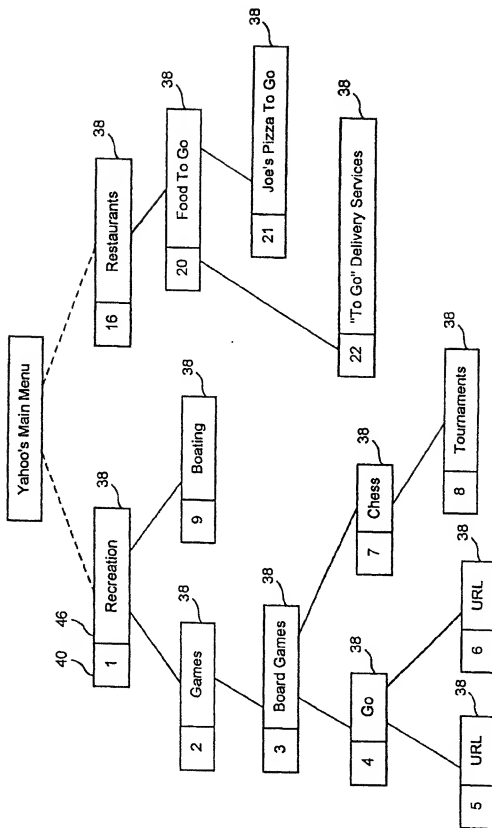 Yahoo's Main Menu
40
46
1 Recreation
38
16 Restaurants
38
2 Games
38
9 Boating
38
20 Food To Go
38
3 Board Games
38
21 Joe's Pizza To Go
38
4 Go
38
7 Chess
38
22 "To Go" Delivery Services
38
5 URL
38
6 URL
38
8 Tournaments
38